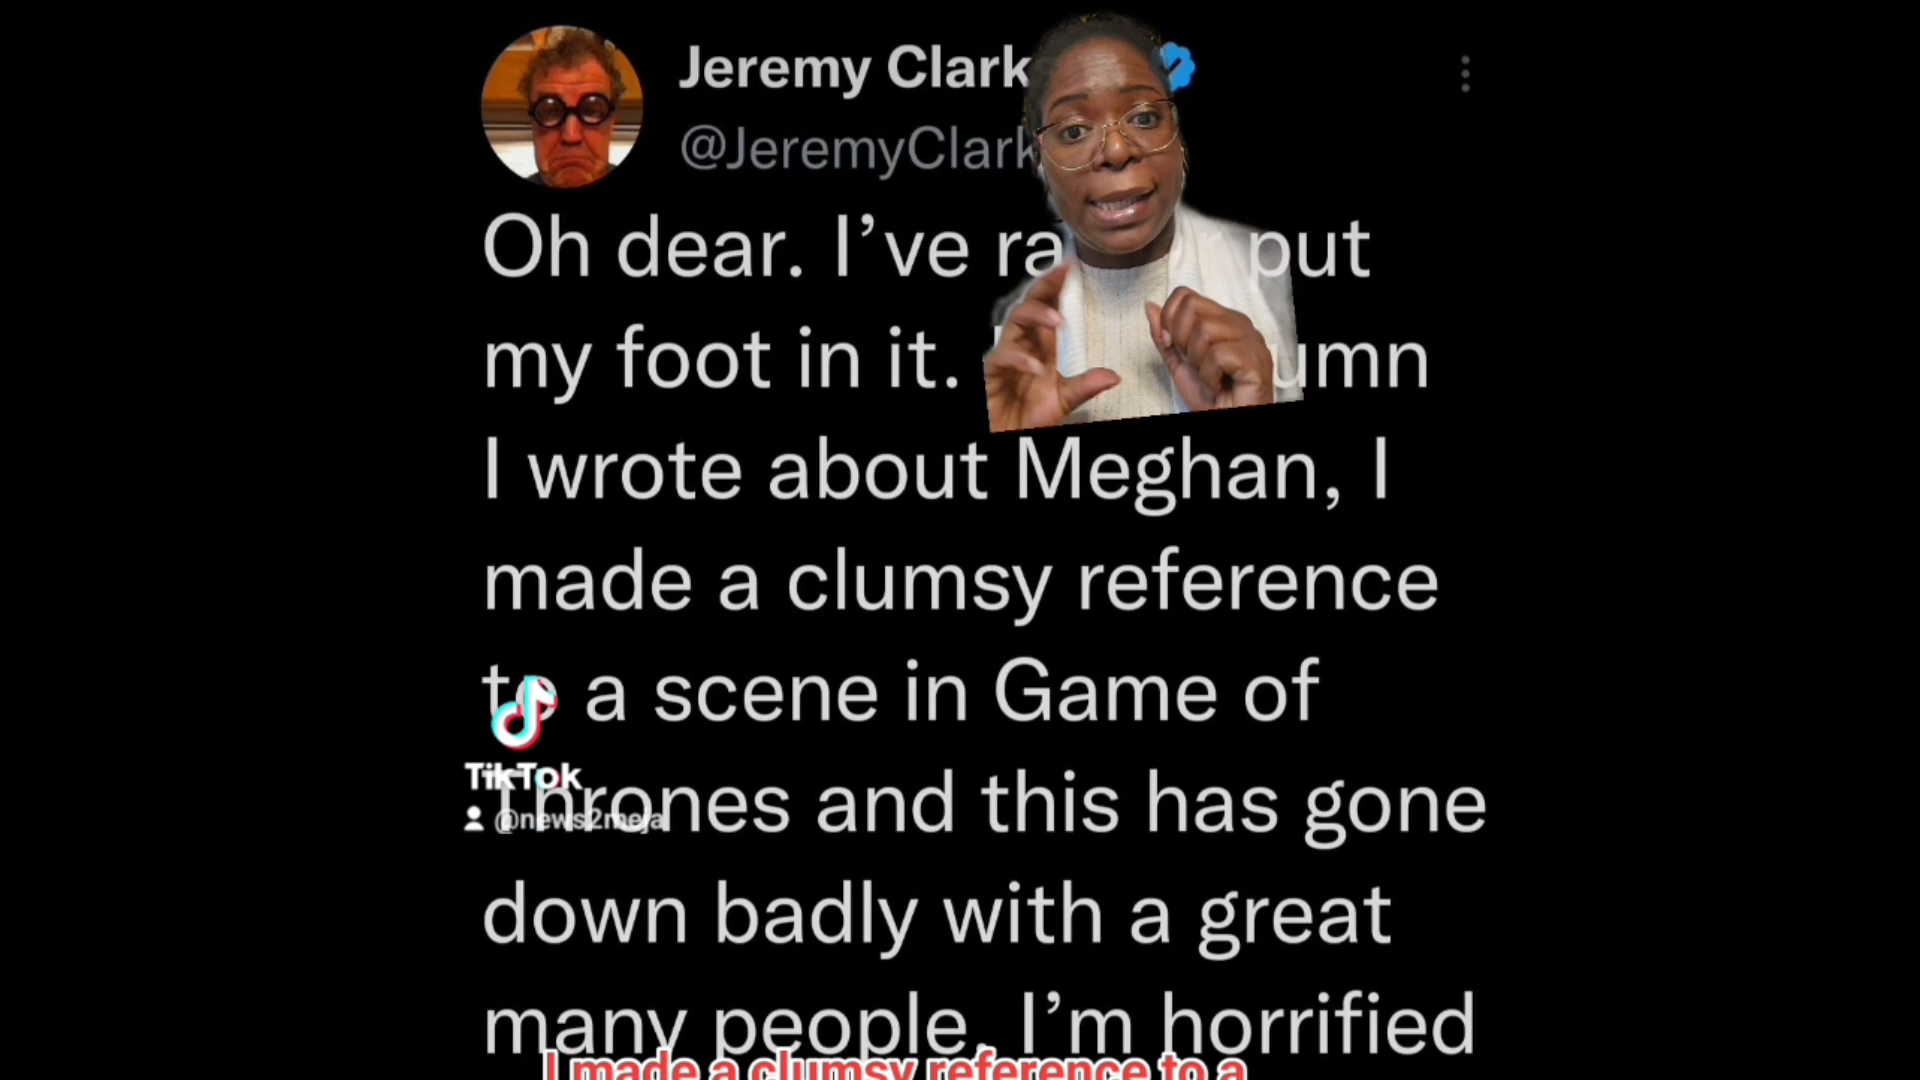 Jeremy Clark
@JeremyClark
Oh dear. I've put
my foot in it.
I wrote about Meghan, I
made a clumsy reference
to a scene in Game of
Thrones and this has gone
down badly with a great
many people. I'm horrified
TikTok
@news2meja
I made a clumsy reference to a